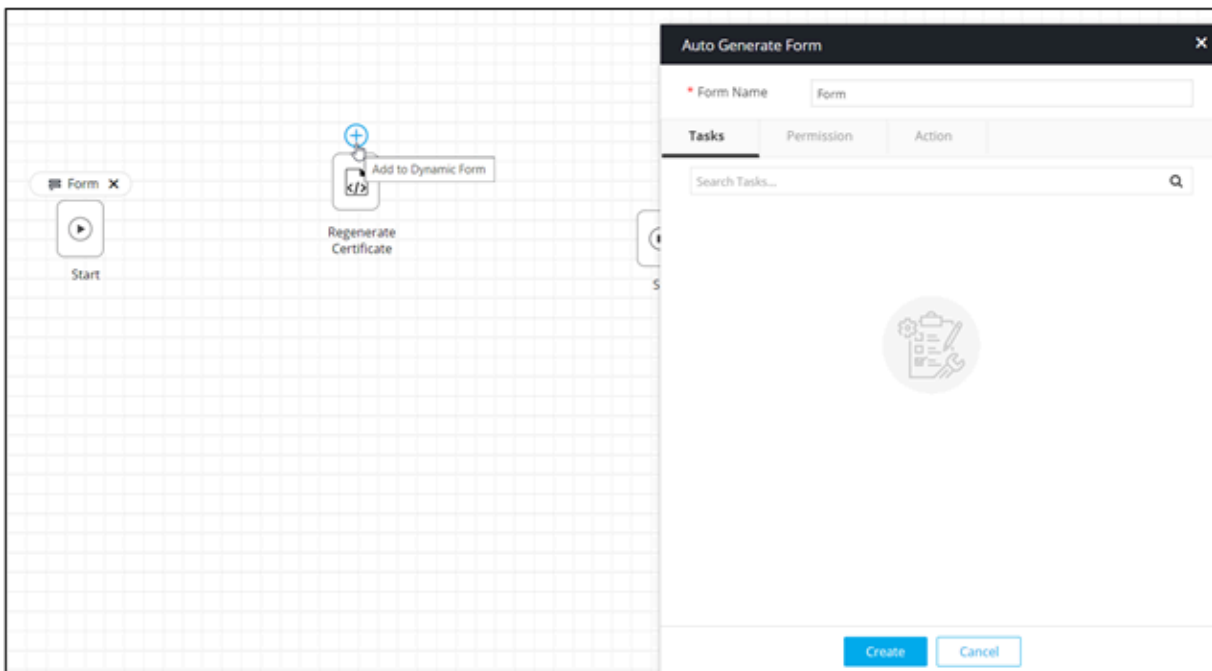 Auto Generate Form
* Form Name
Form
Tasks
Permission
Action
Search Tasks...
Add to Dynamic Form
Form
</>
Regenerate
Certificate
Start
S
Create
Cancel